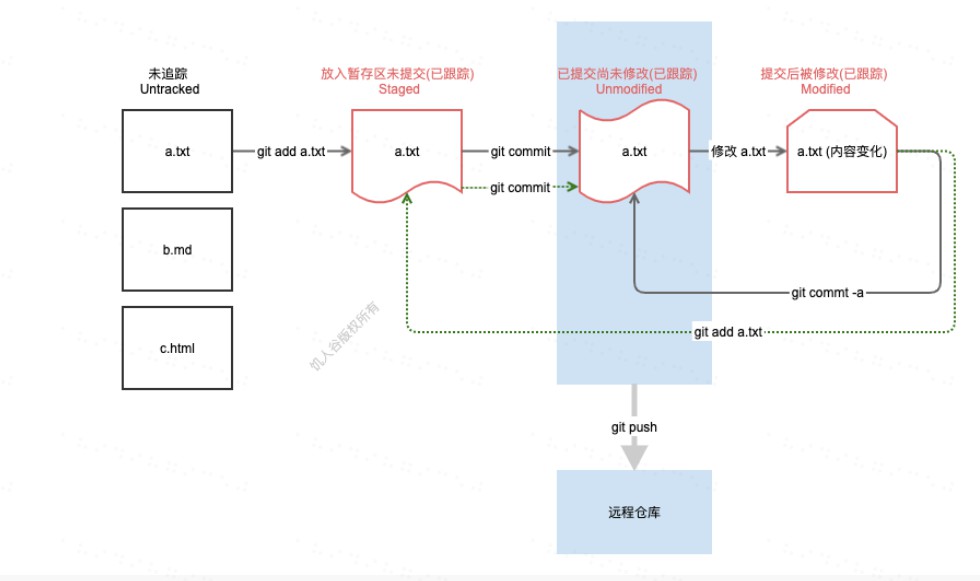 未追踪
Untracked
放入暂存区未提交(已跟踪)
Staged
已提交尚未修改(已跟踪)
Unmodified
提交后被修改(已跟踪)
Modified
a.txt
git add a.txt
a.txt
git commit
a.txt
修改 a.txt
a.txt (内容变化)
git commit
b.md
git commt -a
c.html
git add a.txt
饥人谷版权所有
git push
远程仓库